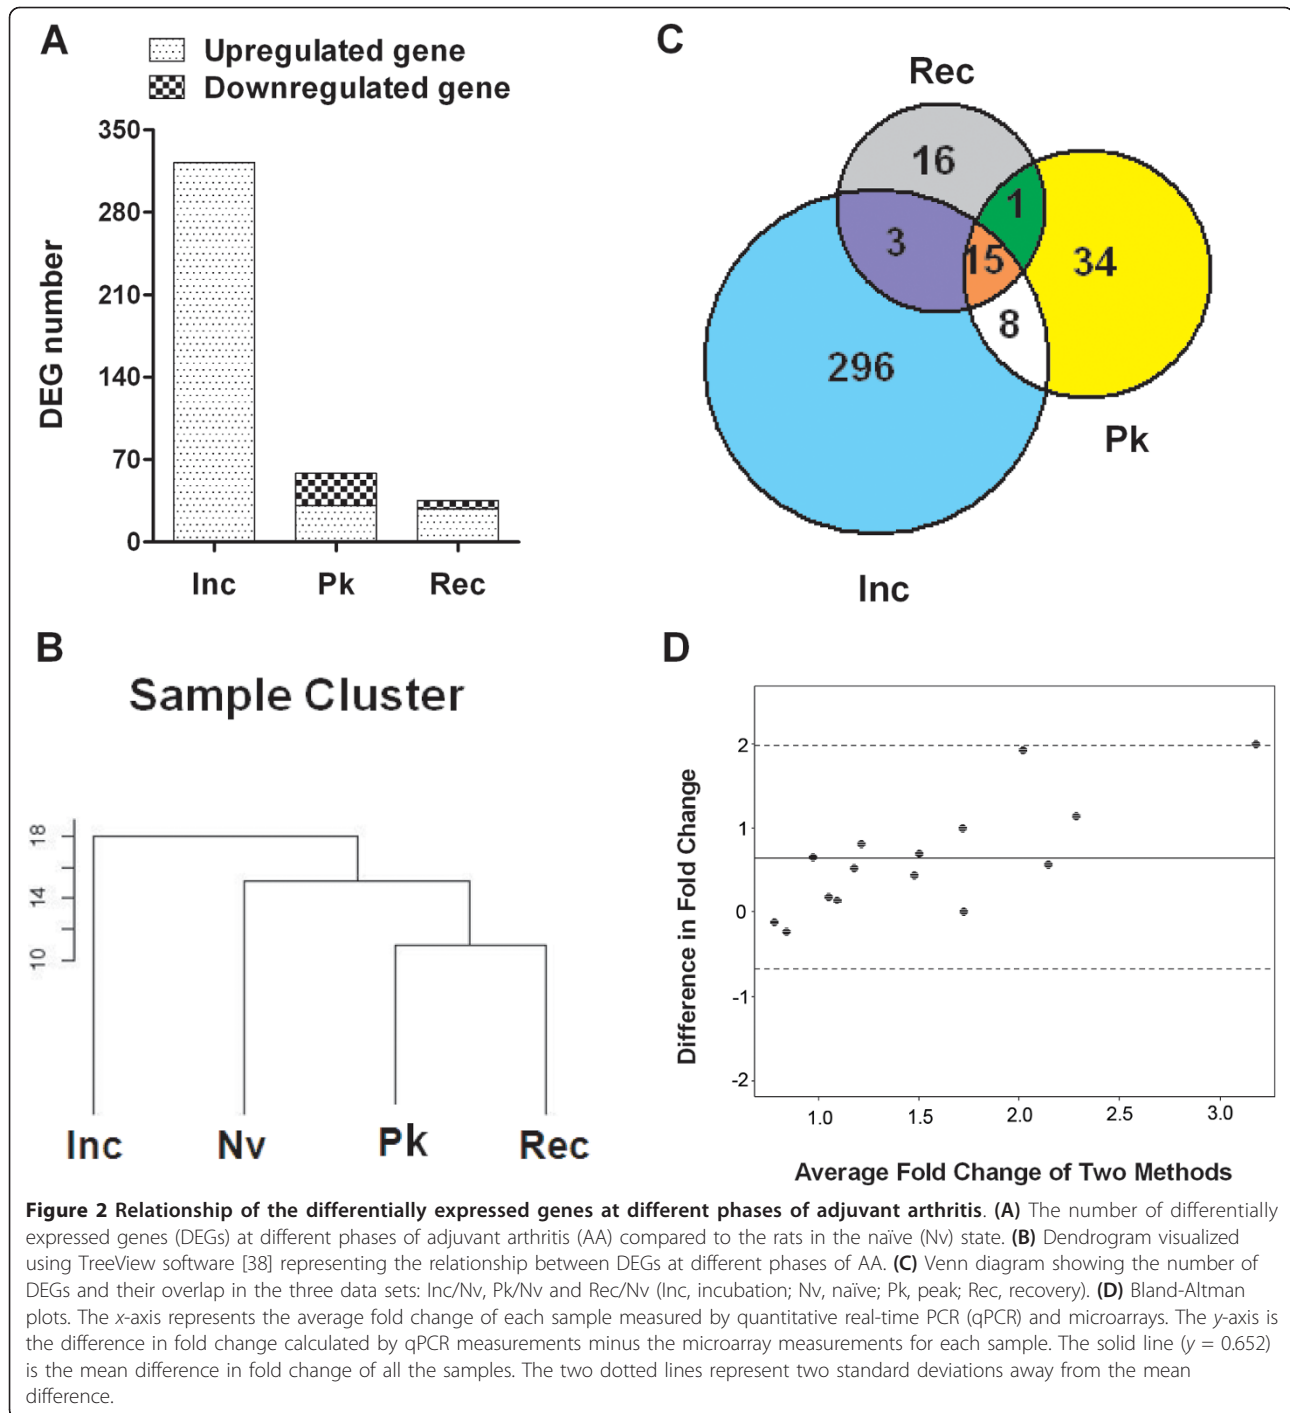 A
Upregulated gene
Downregulated gene
350
280
210
140
70
0
DEG number
Inc
Pk
Rec
C
Rec
16
1
3
15
34
8
296
Pk
Inc
B
Sample Cluster
18
14
10
Inc
Nv
Pk
Rec
D
2
1
0
-1
-2
Difference in Fold Change
1.0
1.5
2.0
2.5
3.0
Average Fold Change of Two Methods
Figure 2 Relationship of the differentially expressed genes at different phases of adjuvant arthritis. (A) The number of differentially
expressed genes (DEGs) at different phases of adjuvant arthritis (AA) compared to the rats in the naïve (Nv) state. (B) Dendrogram visualized
using TreeView software [38] representing the relationship between DEGs at different phases of AA. (C) Venn diagram showing the number of
DEGs and their overlap in the three data sets: Inc/Nv, Pk/Nv and Rec/Nv (Inc, incubation; Nv, naïve; Pk, peak; Rec, recovery). (D) Bland-Altman
plots. The x-axis represents the average fold change of each sample measured by quantitative real-time PCR (qPCR) and microarrays. The y-axis is
the difference in fold change calculated by qPCR measurements minus the microarray measurements for each sample. The solid line (y = 0.652)
is the mean difference in fold change of all the samples. The two dotted lines represent two standard deviations away from the mean
difference.